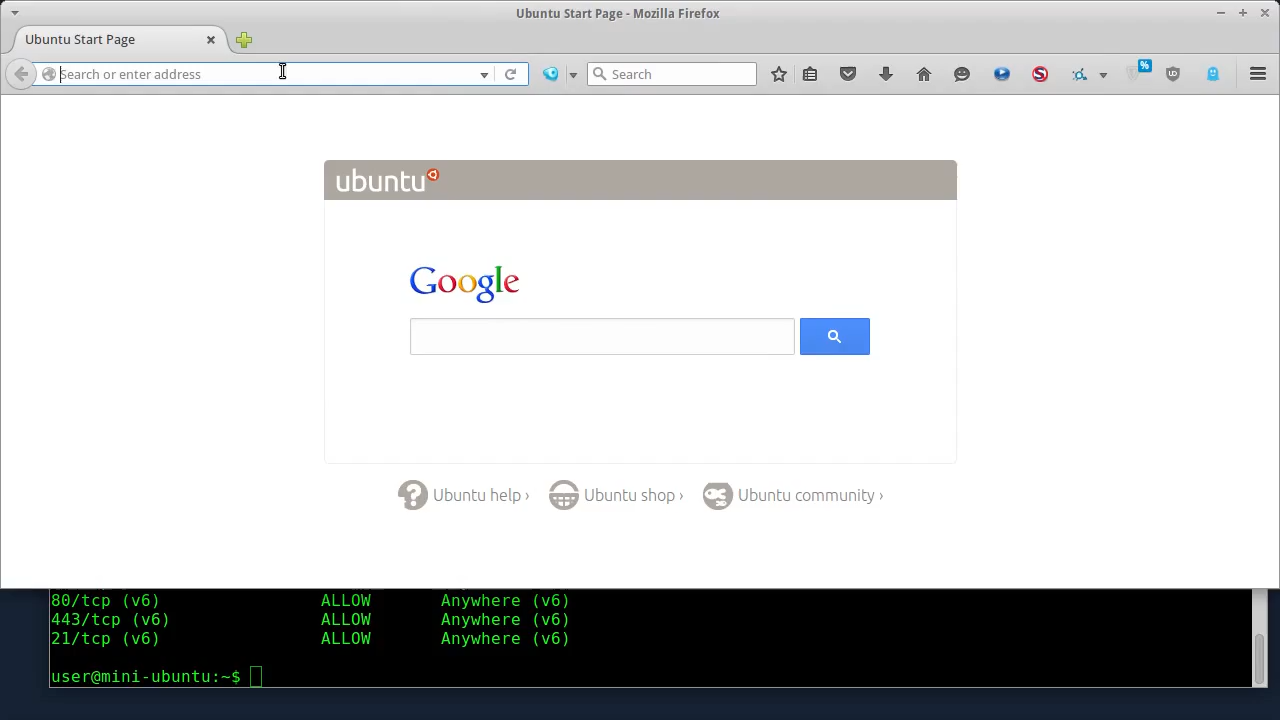 Ubuntu Start Page - Mozilla Firefox
Ubuntu Start Page
Search or enter address
Search
%
S
UD
ubuntu
Google
Ubuntu help ›
Ubuntu shop ›
Ubuntu community ›
80/tcp (v6) ALLOW Anywhere (v6)
443/tcp (v6) ALLOW Anywhere (v6)
21/tcp (v6) ALLOW Anywhere (v6)
user@mini-ubuntu:~$